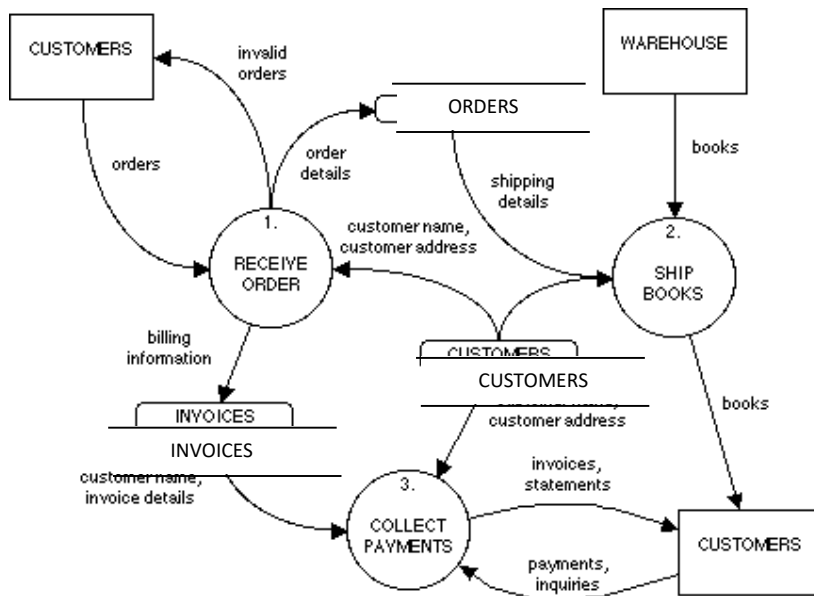 CUSTOMERS
invalid
orders
WAREHOUSE
ORDERS
orders
order
details
books
shipping
details
1.
RECEIVE
ORDER
customer name,
customer address
2.
SHIP
BOOKS
billing
information
CUSTOMERS
CUSTOMERS
customer address
books
INVOICES
INVOICES
customer name,
invoice details
3.
COLLECT
PAYMENTS
invoices,
statements
CUSTOMERS
payments,
inquiries